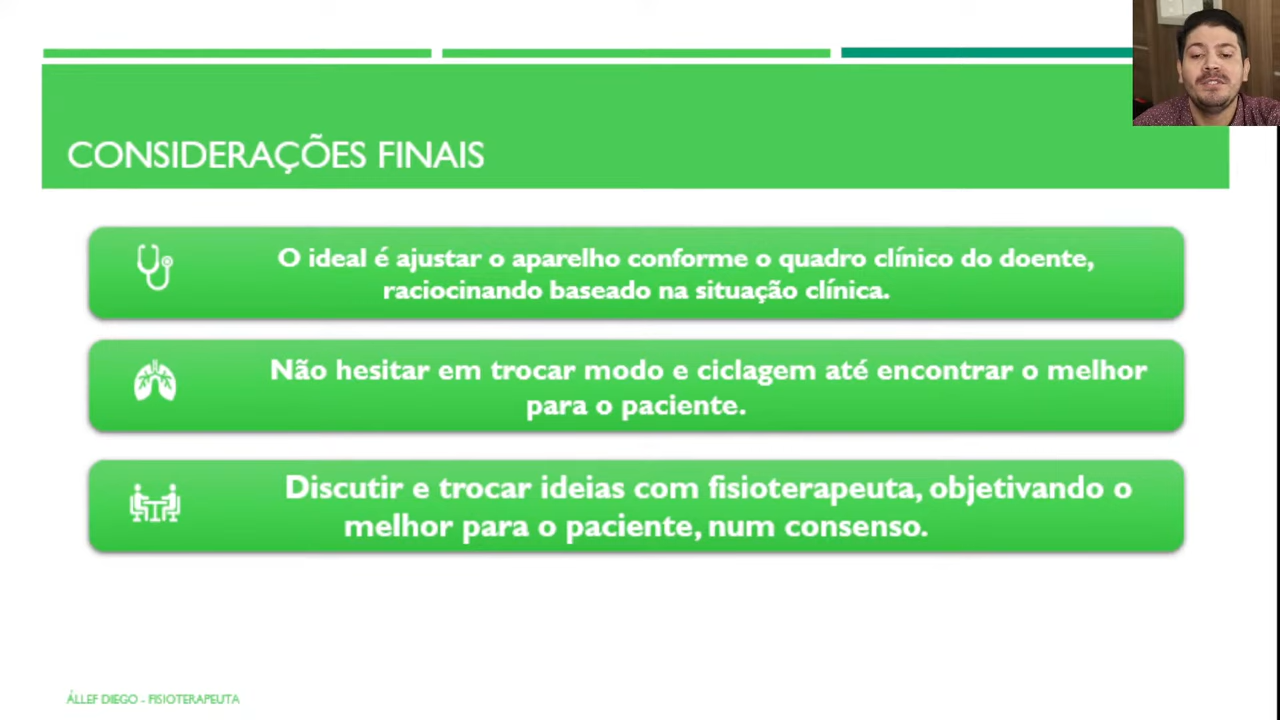 CONSIDERAÇÕES FINAIS
O ideal é ajustar o aparelho conforme o quadro clínico do doente,
raciocinando baseado na situação clínica.
Não hesitar em trocar modo e ciclagem até encontrar o melhor
para o paciente.
Discutir e trocar ideias com fisioterapeuta, objetivando o
melhor para o paciente, num consenso.
ÁLLEF DIEGO - FISIOTERAPEUTA